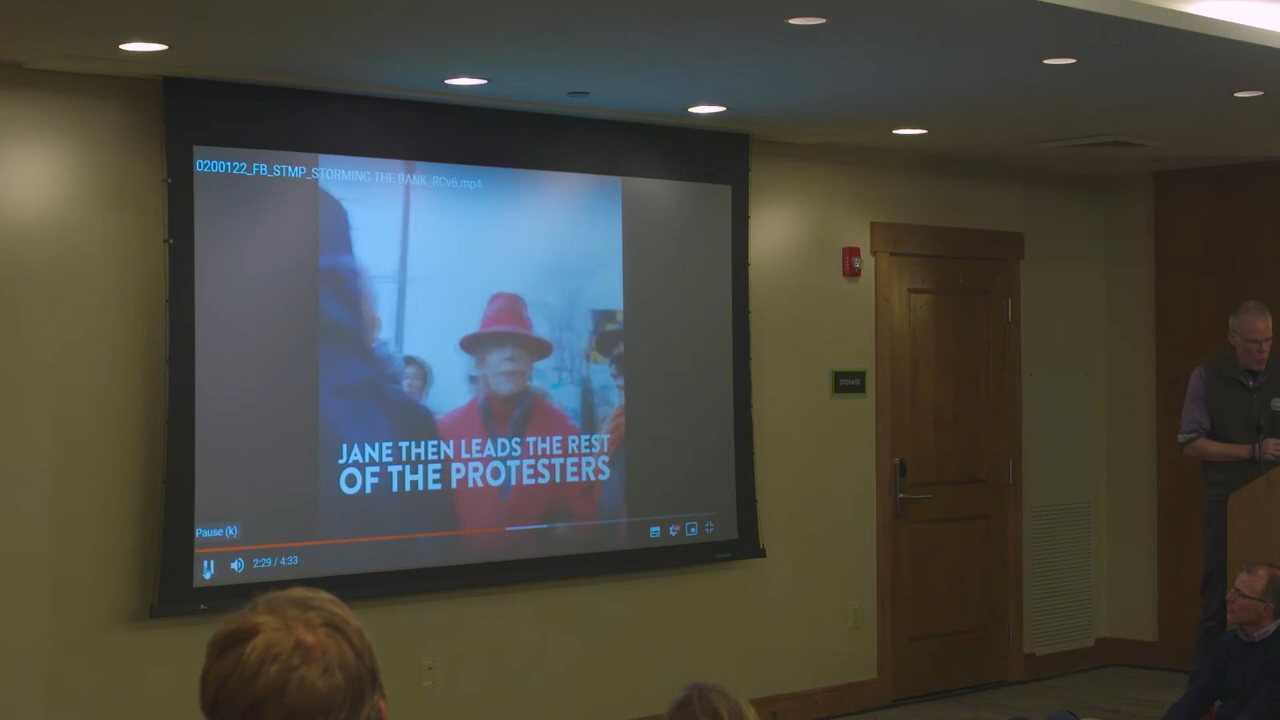 0200122_FB_STMP_STORMING THE BANK_RCv6.mp4
JANE THEN LEADS THE REST
OF THE PROTESTERS
Pause (k)
2:29 / 4:33
STORAGE